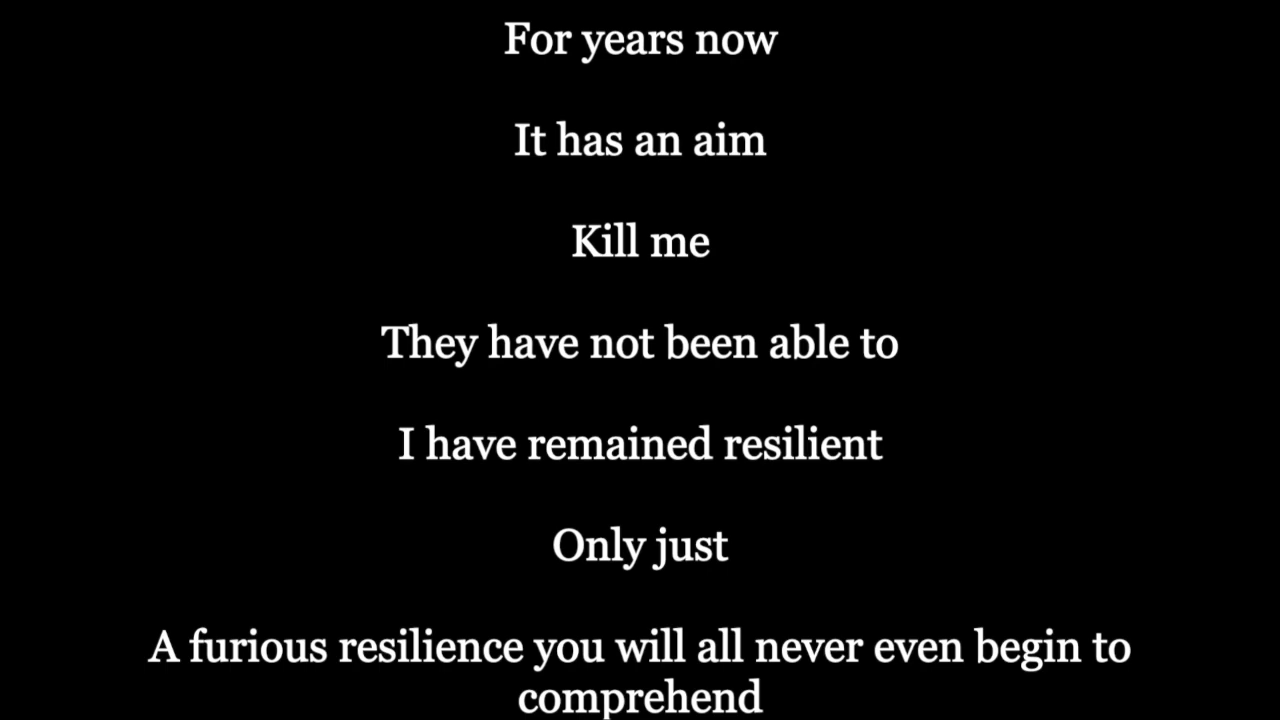 For years now
It has an aim
Kill me
They have not been able to
I have remained resilient
Only just
A furious resilience you will all never even begin to
comprehend